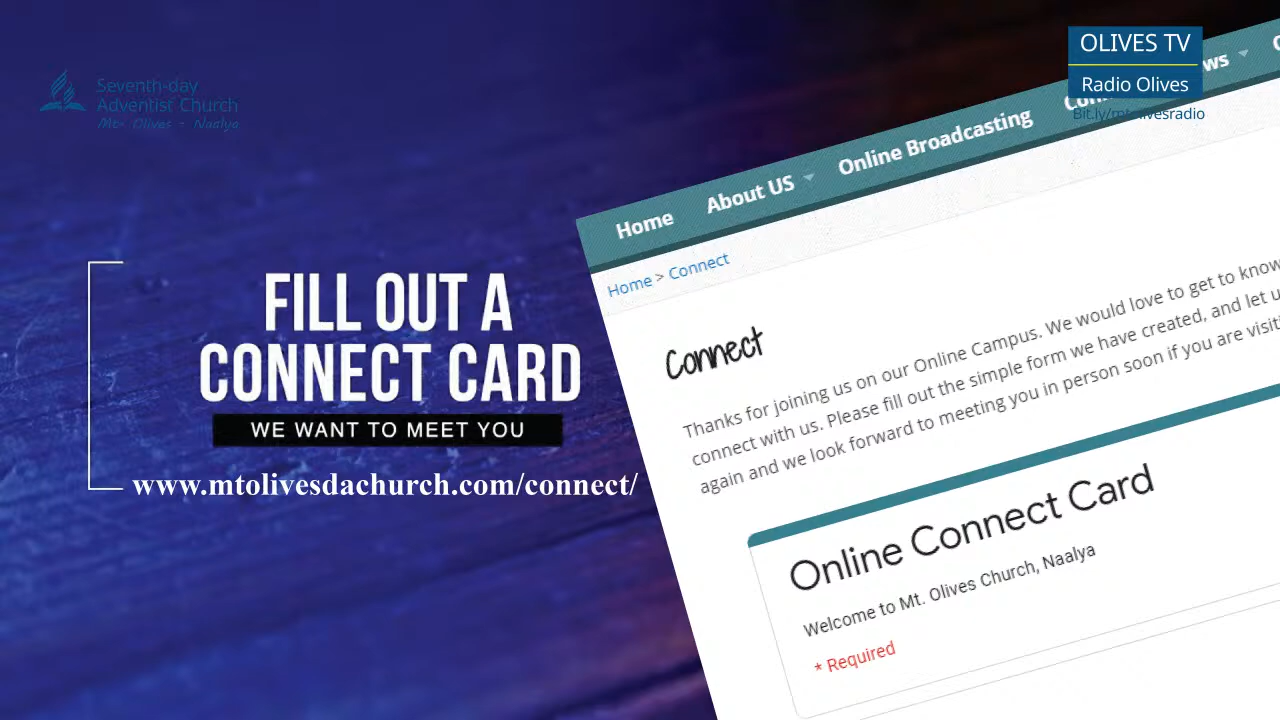 Seventh-day
Adventist Church
Mt. Olives - Naalya
OLIVES TV
Radio Olives
Bit.ly/mtolivesradio
FILL OUT A
CONNECT CARD
WE WANT TO MEET YOU
www.mtolivesdachurch.com/connect/
Home About US Online Broadcasting
Home > Connect
Connect
Thanks for joining us on our Online Campus. We would love to get to know
connect with us. Please fill out the simple form we have created, and let
again and we look forward to meeting you in person soon if you are
Online Connect Card
Welcome to Mt. Olives Church, Naalya
* Required